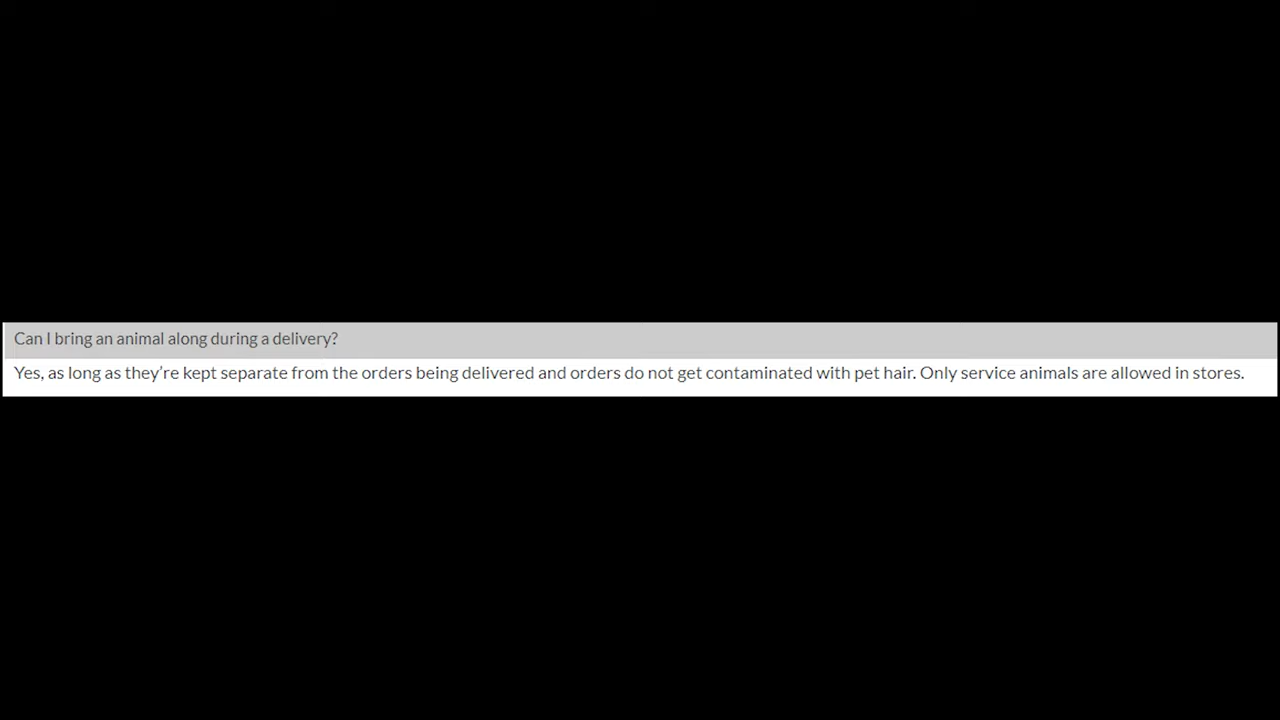 Can I bring an animal along during a delivery?
Yes, as long as they’re kept separate from the orders being delivered and orders do not get contaminated with pet hair. Only service animals are allowed in stores.